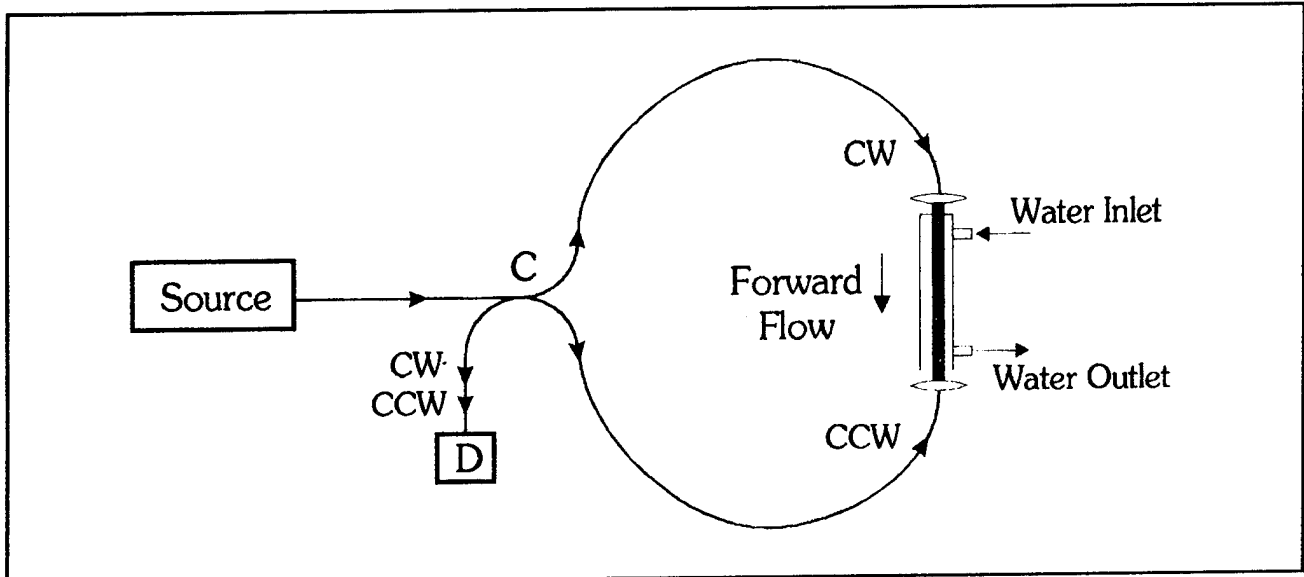 CW
Water Inlet
C
Source
Forward
Flow
CW
CCW
Water Outlet
CCW
D